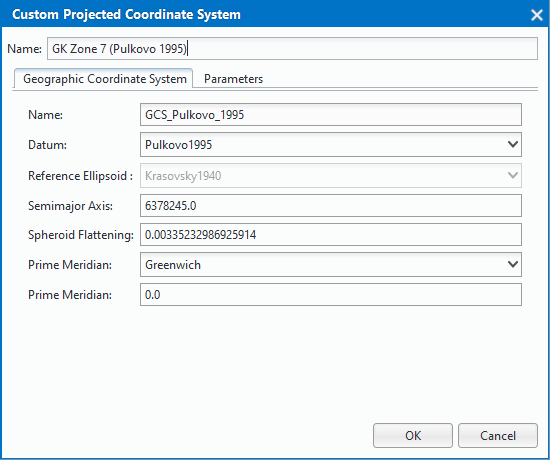 Custom Projected Coordinate System
Name: GK Zone 7 (Pulkovo 1995)
Geographic Coordinate System Parameters
Name: GCS_Pulkovo_1995
Datum: Pulkovo1995
Reference Ellipsoid : Krasovsky1940
Semimajor Axis: 6378245.0
Spheroid Flattening: 0.00335232986925914
Prime Meridian: Greenwich
Prime Meridian: 0.0
OK Cancel